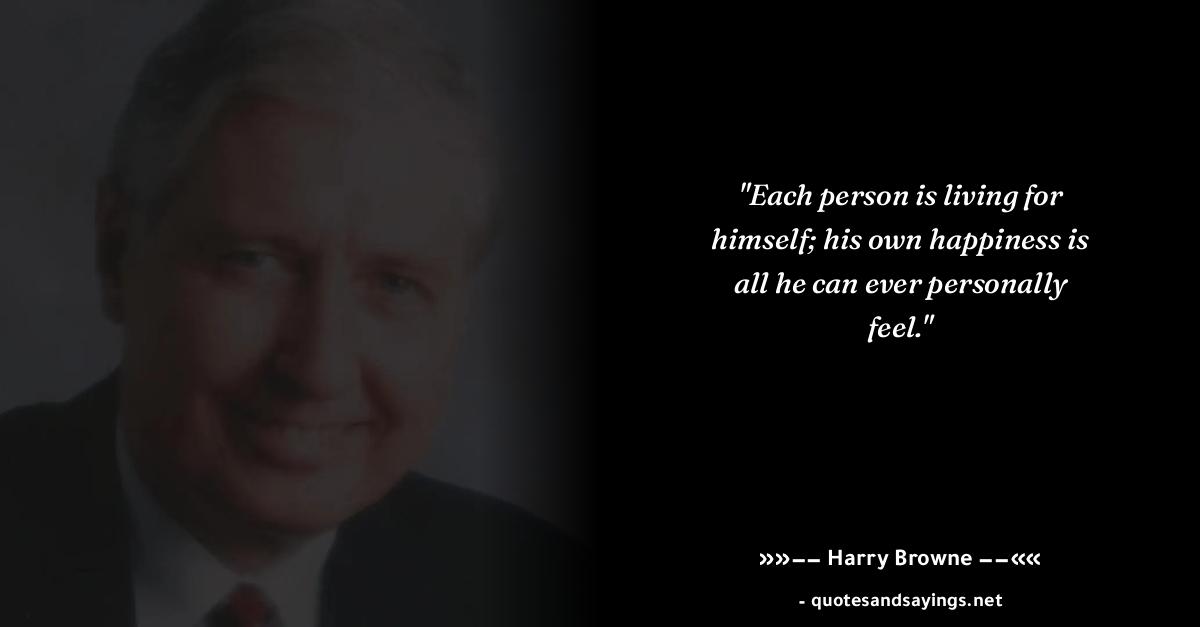 "Each person is living for
himself; his own happiness is
all he can ever personally
feel."
»»−− Harry Browne −−««
- quotesandsayings.net